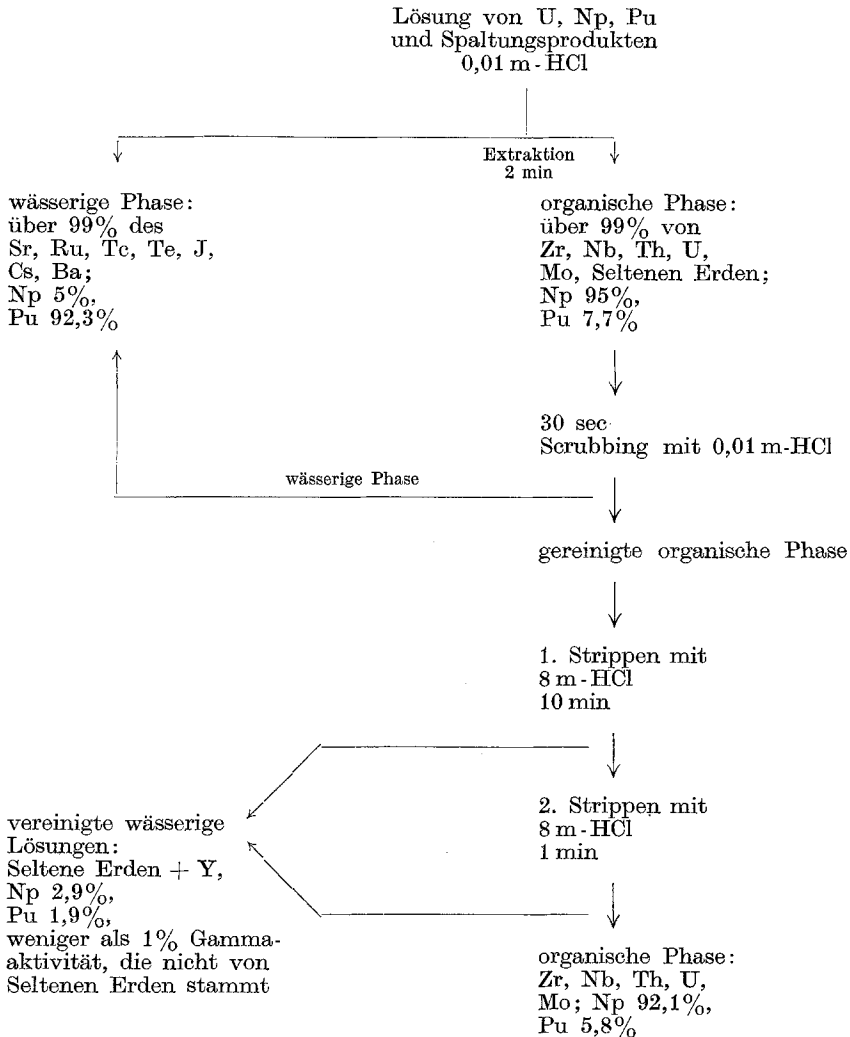 Lösung von U, Np, Pu
und Spaltungsprodukten
0,01 m-HCl
Extraktion
2 min
wässerige Phase:
über 99% des
Sr, Ru, Tc, Te, J,
Cs, Ba;
Np 5%,
Pu 92,3%
organische Phase:
über 99% von
Zr, Nb, Th, U,
Mo, Seltenen Erden;
Np 95%,
Pu 7,7%
30 sec
Scrubbing mit 0,01 m-HCl
wässerige Phase
gereinigte organische Phase
1. Strippen mit
8 m-HCl
10 min
2. Strippen mit
8 m-HCl
1 min
vereinigte wässerige
Lösungen:
Seltene Erden + Y,
Np 2,9%,
Pu 1,9%,
weniger als 1% Gamma-
aktivität, die nicht von
Seltenen Erden stammt
organische Phase:
Zr, Nb, Th, U,
Mo; Np 92,1%,
Pu 5,8%